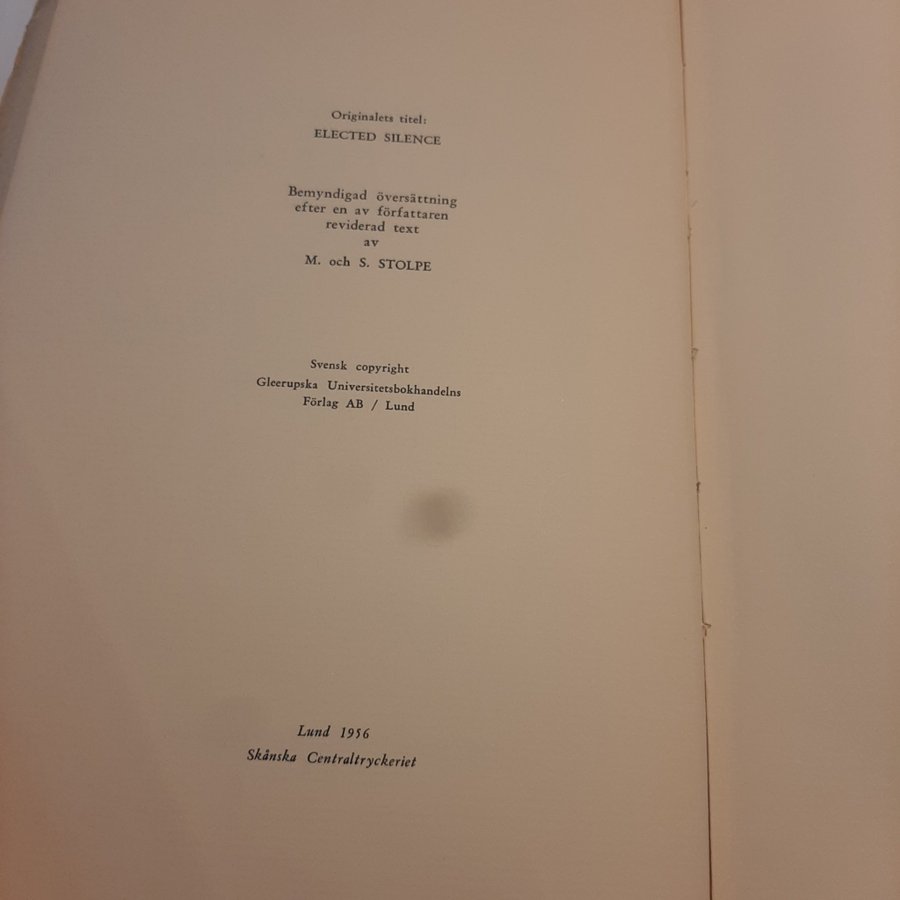 Originalets titel:
ELECTED SILENCE
Bemyndigad översättning
efter en av författaren
reviderad text
av
M. och S. STOLPE
Svensk copyright
Gleerupska Universitetsbokhandelns
Förlag AB / Lund
Lund 1956
Skånska Centraltryckeriet